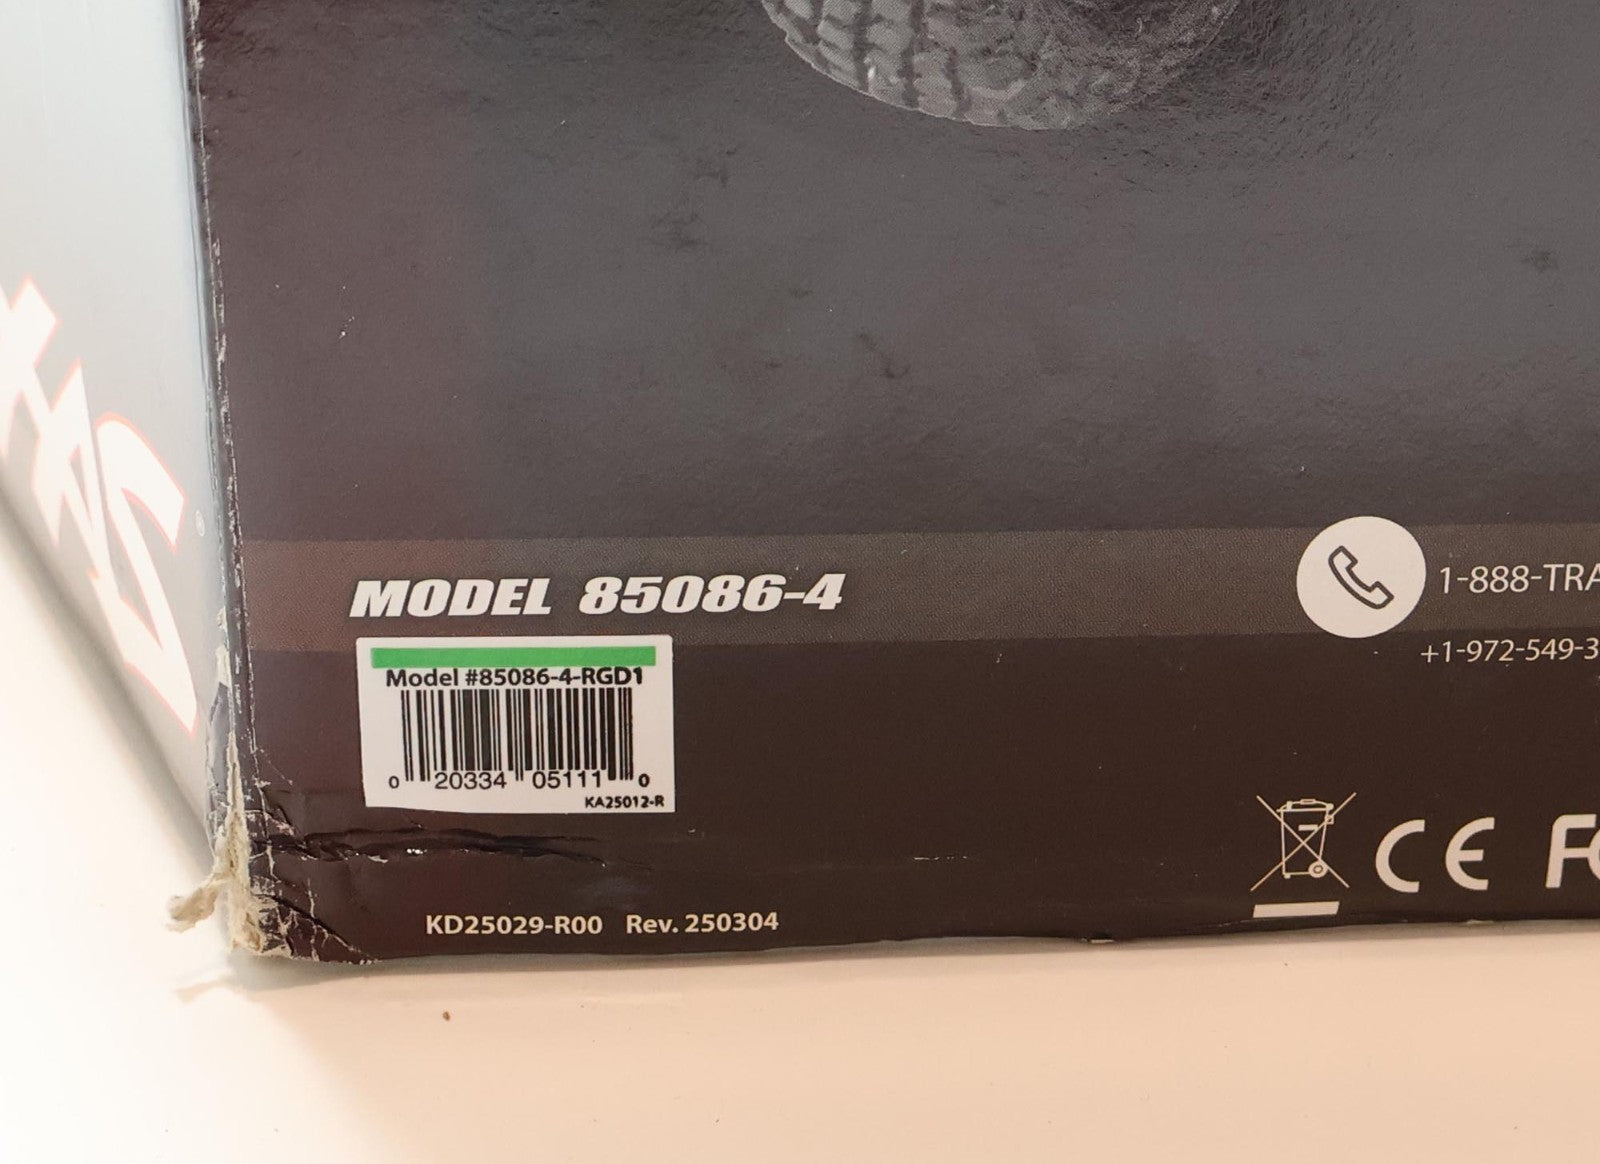 MODEL 85086-4
1-888-TRA
+1-972-549-3
Model #85086-4-RGD1
0 20334 05111 0
KA25012-R
CE FC
KD25029-R00 Rev. 250304